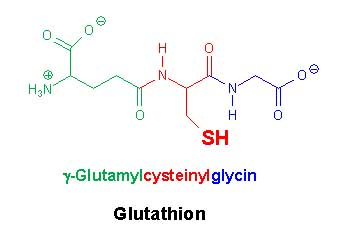 O
O
⊖
H
N
O
⊕
H₃N
O
O
N
H
O
O
⊖
SH
γ-Glutamylcysteinylglycin
Glutathion